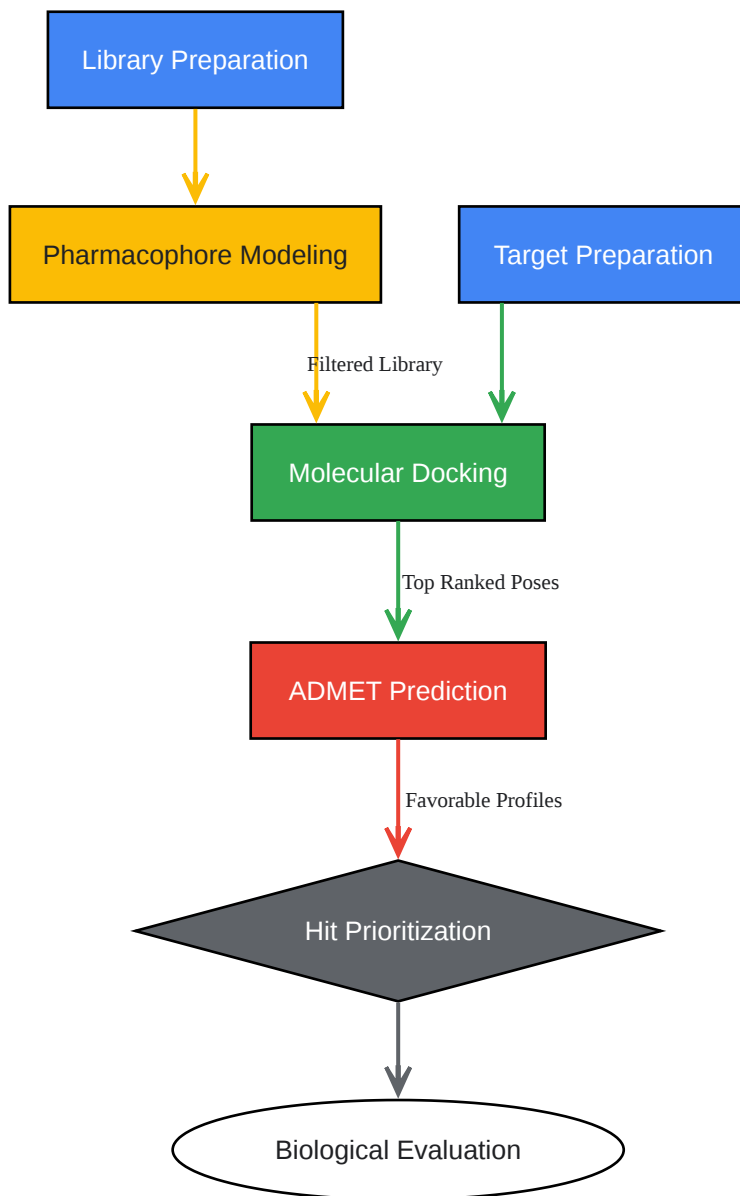 Library Preparation
Pharmacophore Modeling
Target Preparation
Filtered Library
Molecular Docking
Top Ranked Poses
ADMET Prediction
Favorable Profiles
Hit Prioritization
Biological Evaluation